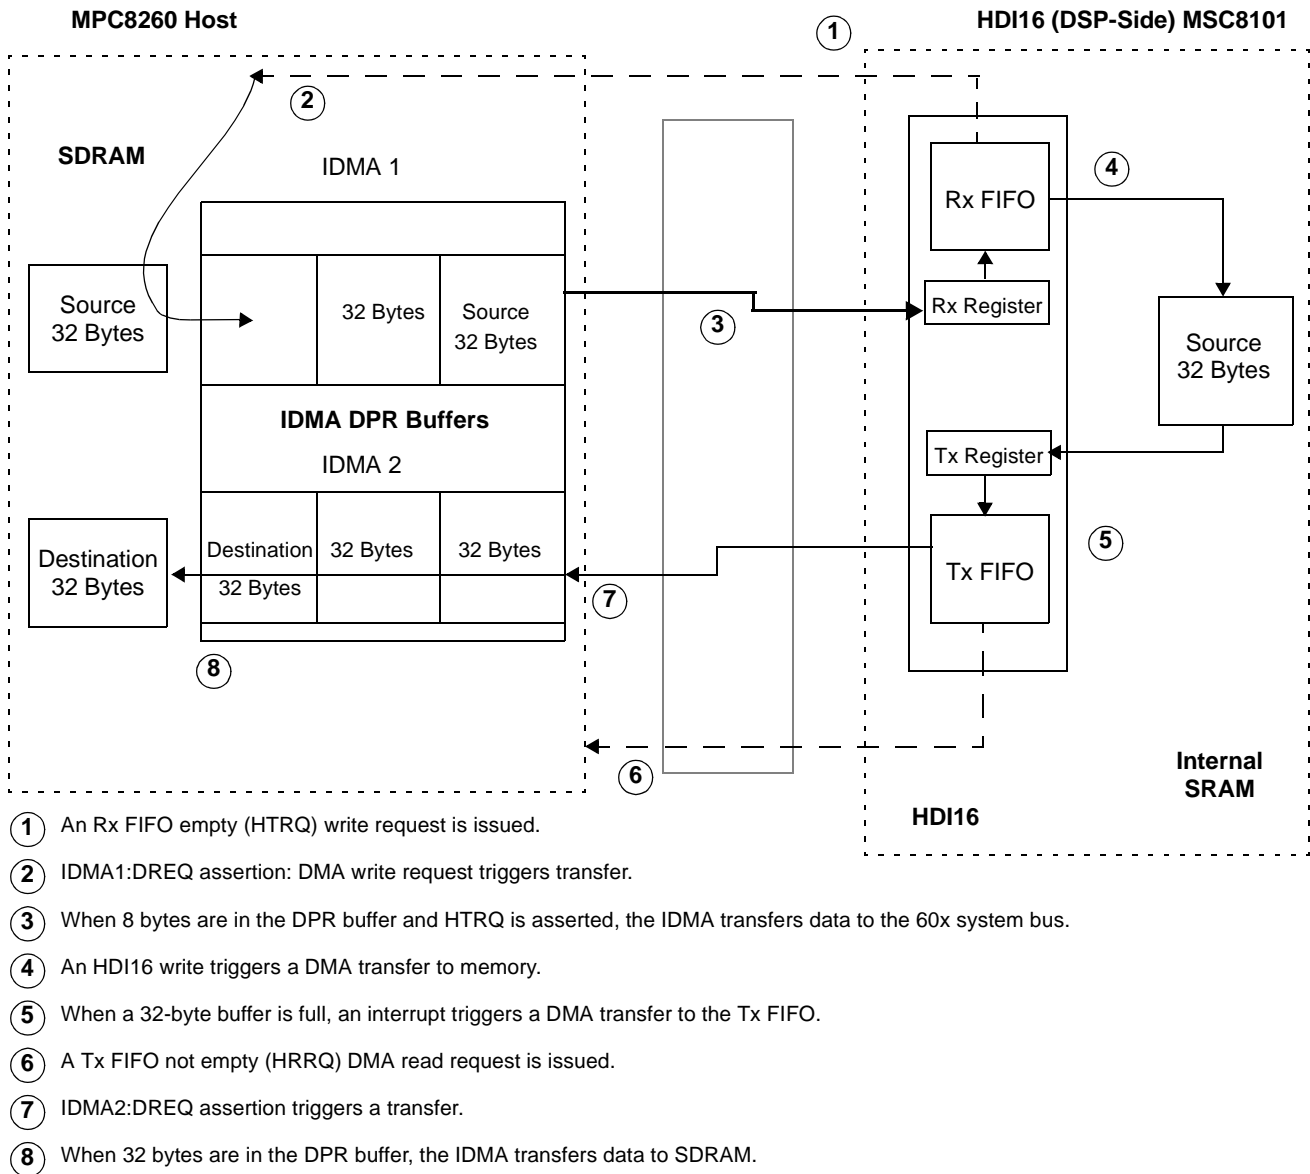 MPC8260 Host
HDI16 (DSP-Side) MSC8101
1
2
SDRAM
IDMA 1
Rx FIFO
4
Source
32 Bytes
32 Bytes
Source
32 Bytes
3
Rx Register
Source
32 Bytes
IDMA DPR Buffers
IDMA 2
Tx Register
Destination
32 Bytes
Destination
32 Bytes
32 Bytes
32 Bytes
7
Tx FIFO
5
8
6
Internal
SRAM
HDI16
1 An Rx FIFO empty (HTRQ) write request is issued.
2 IDMA1:DREQ assertion: DMA write request triggers transfer.
3 When 8 bytes are in the DPR buffer and HTRQ is asserted, the IDMA transfers data to the 60x system bus.
4 An HDI16 write triggers a DMA transfer to memory.
5 When a 32-byte buffer is full, an interrupt triggers a DMA transfer to the Tx FIFO.
6 A Tx FIFO not empty (HRRQ) DMA read request is issued.
7 IDMA2:DREQ assertion triggers a transfer.
8 When 32 bytes are in the DPR buffer, the IDMA transfers data to SDRAM.